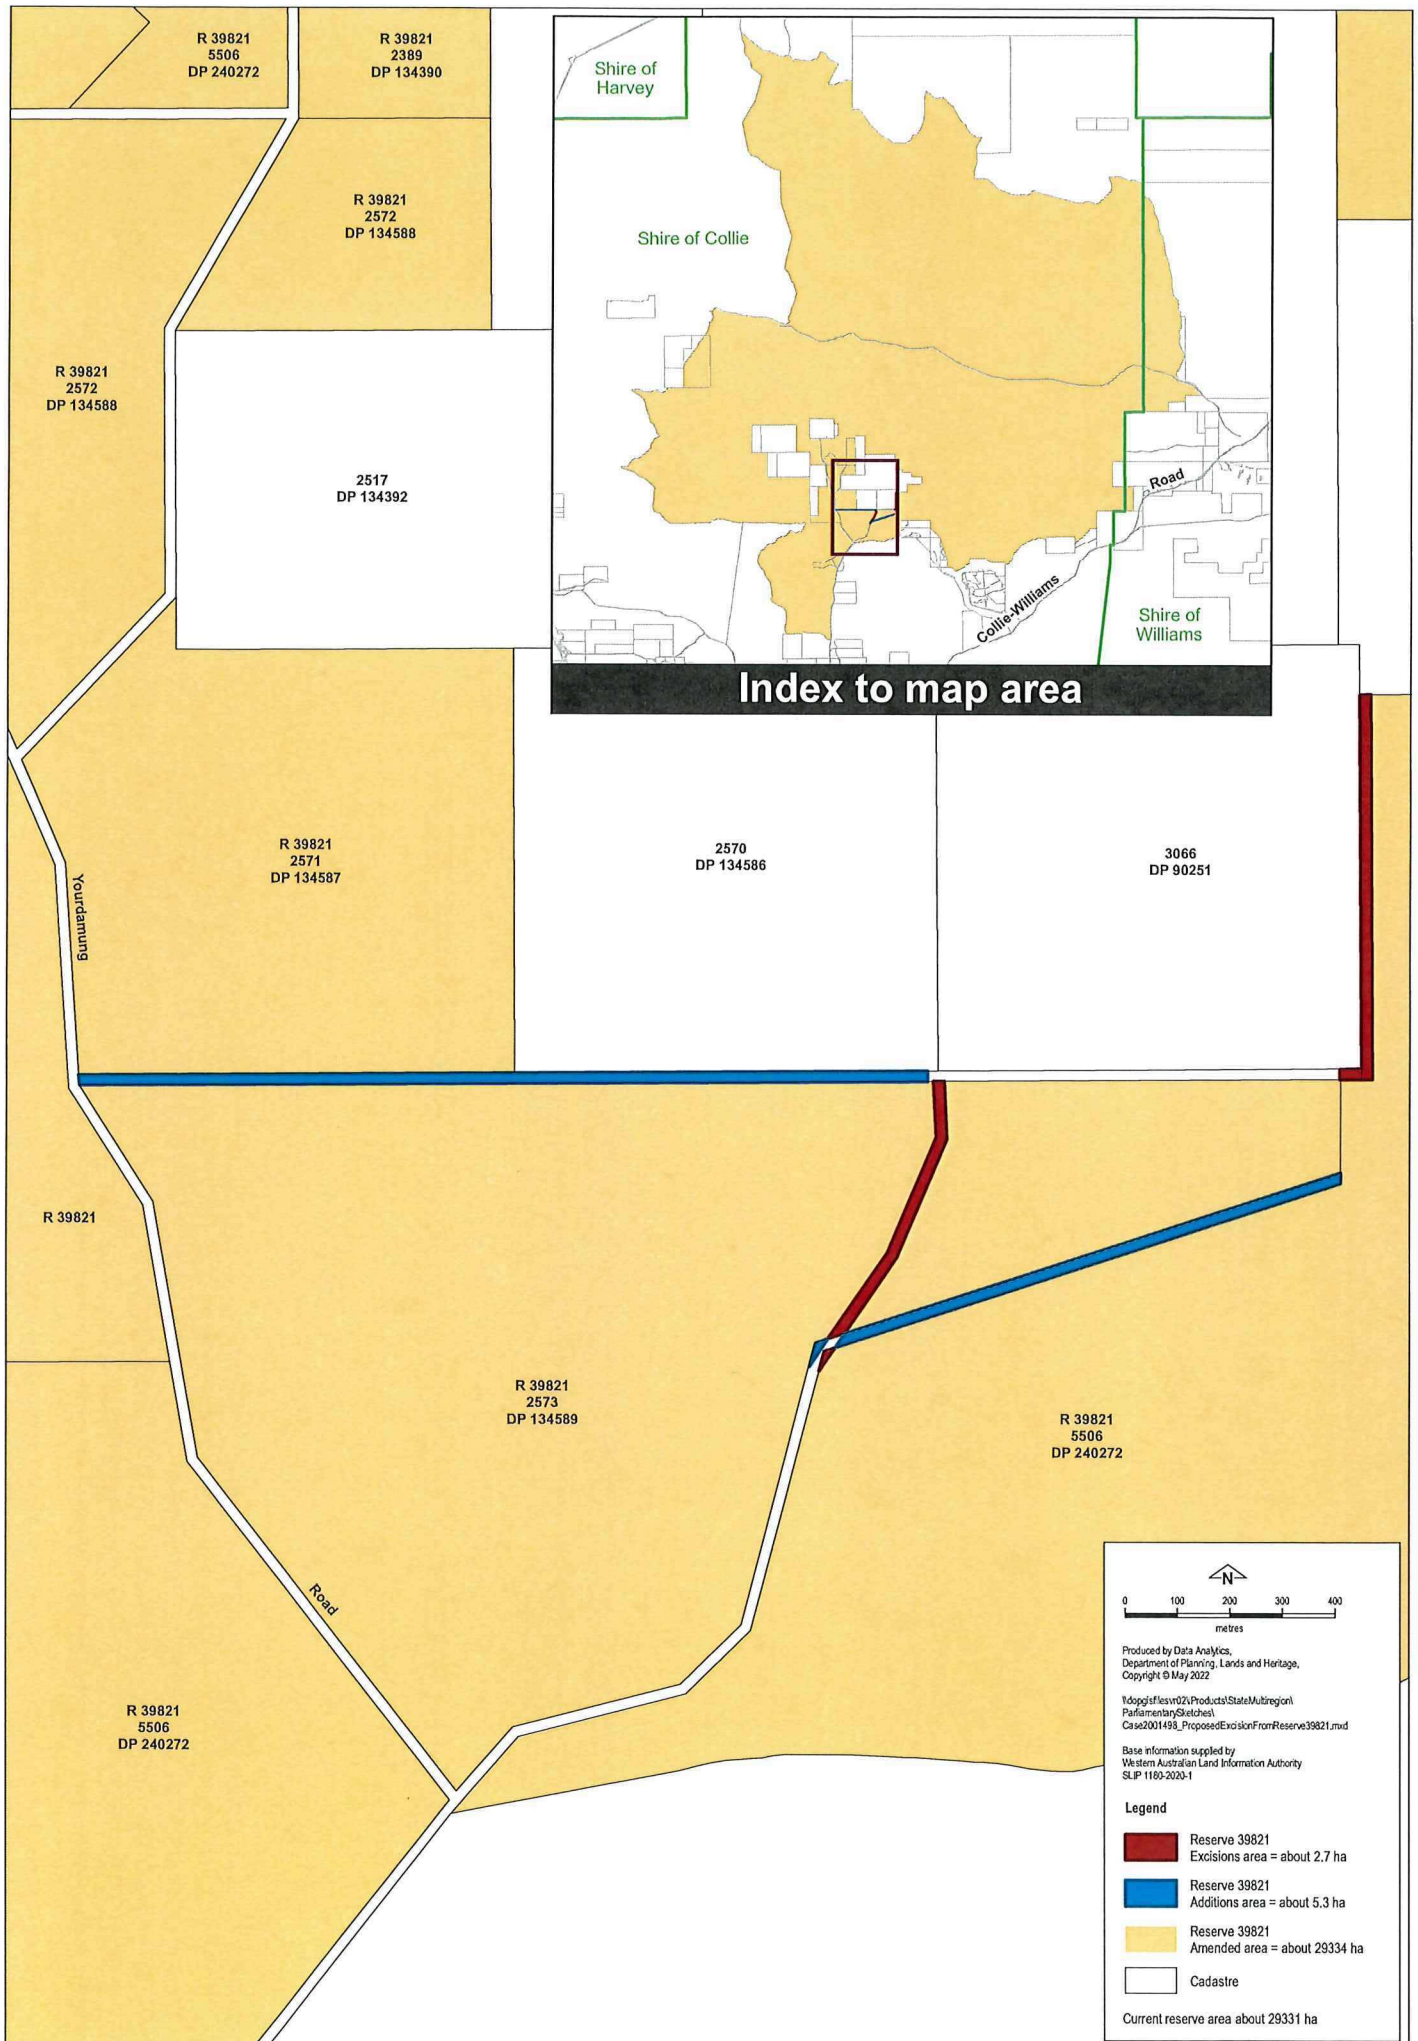 R 39821
5506
DP 240272
R 39821
2389
DP 134390
R 39821
2572
DP 134588
R 39821
2572
DP 134588
2517
DP 134392
Shire of
Harvey
Shire of Collie
Road
Collie-Williams
Shire of
Williams
Index to map area
R 39821
2571
DP 134587
2570
DP 134586
3066
DP 90251
Yourdamung
R 39821
R 39821
2573
DP 134589
R 39821
5506
DP 240272
Road
R 39821
5506
DP 240272
N
0 100 200 300 400
metres
Produced by Data Analytics,
Department of Planning, Lands and Heritage,
Copyright © May 2022
\\dopgisfilesvr02\Products\StateMultiregion\
ParliamentarySketches\
Case2001498_ProposedExcisionFromReserve39821.mxd
Base information supplied by
Western Australian Land Information Authority
SLIP 1180-2020-1
Legend
Reserve 39821
Excisions area = about 2.7 ha
Reserve 39821
Additions area = about 5.3 ha
Reserve 39821
Amended area = about 29334 ha
Cadastre
Current reserve area about 29331 ha